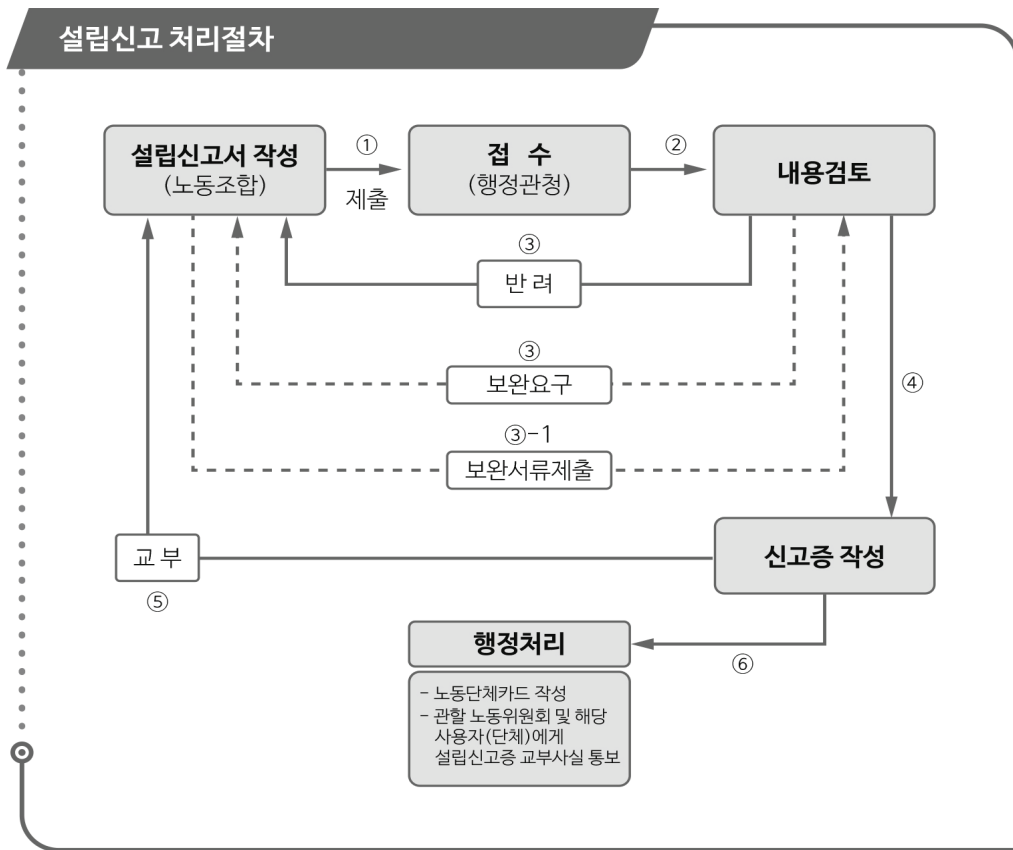 설립신고 처리절차
설립신고서 작성
(노동조합)
①
제출
접 수
(행정관청)
②
내용검토
③
반 려
③
보완요구
④
③-1
보완서류제출
교 부
⑤
신고증 작성
⑥
행정처리
- 노동단체카드 작성
- 관할 노동위원회 및 해당
사용자(단체)에게
설립신고증 교부사실 통보